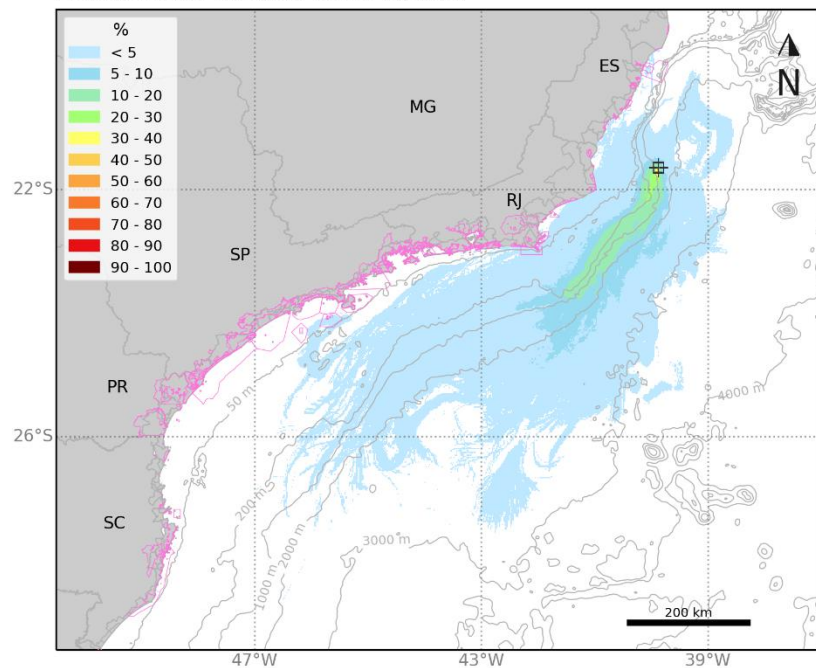 %
< 5
5 - 10
10 - 20
20 - 30
30 - 40
40 - 50
50 - 60
60 - 70
70 - 80
80 - 90
90 - 100
N
ES
MG
RJ
SP
PR
SC
22°S
26°S
50 m
200 m
1000 m
2000 m
3000 m
4000 m
200 km
47°W
43°W
39°W